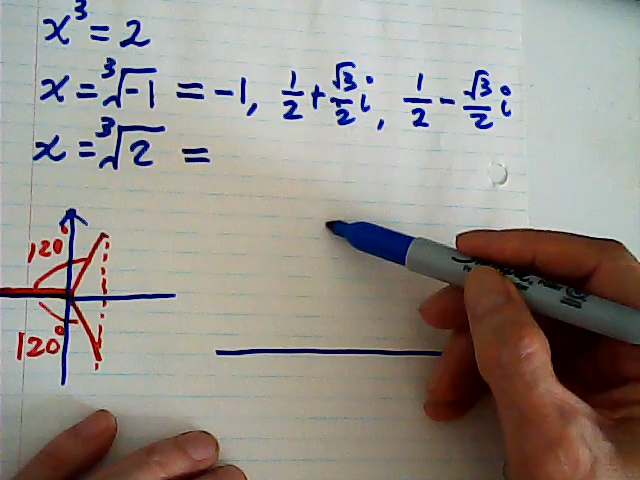 x³ = 2
x = ∛-1 = -1, 1/2 + √3/2 i, 1/2 - √3/2 i
x = ∛2 =
120°
120°